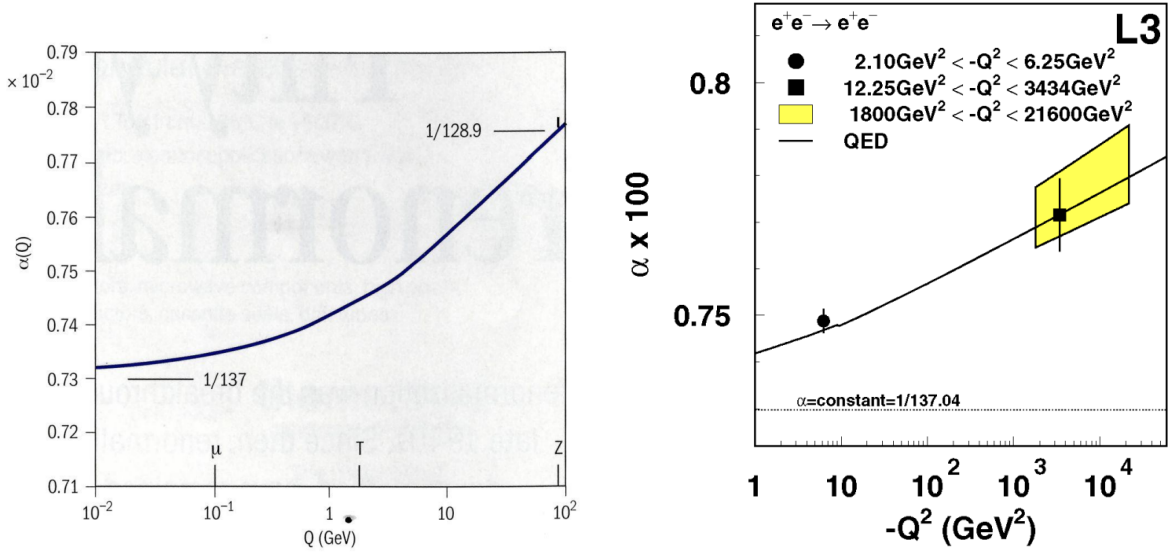 0.79
× 10⁻²
0.78
0.77
0.76
0.75
0.74
0.73
0.72
0.71
α(Q)
1/128.9
1/137
μ
T
Z
10⁻²
10⁻¹
1
10
10²
Q (GeV)
e⁺e⁻→ e⁺e⁻
L3
2.10GeV² < -Q² < 6.25GeV²
12.25GeV² < -Q² < 3434GeV²
1800GeV² < -Q² < 21600GeV²
QED
0.8
0.75
α x 100
α=constant=1/137.04
1
10
10²
10³
10⁴
-Q² (GeV²)